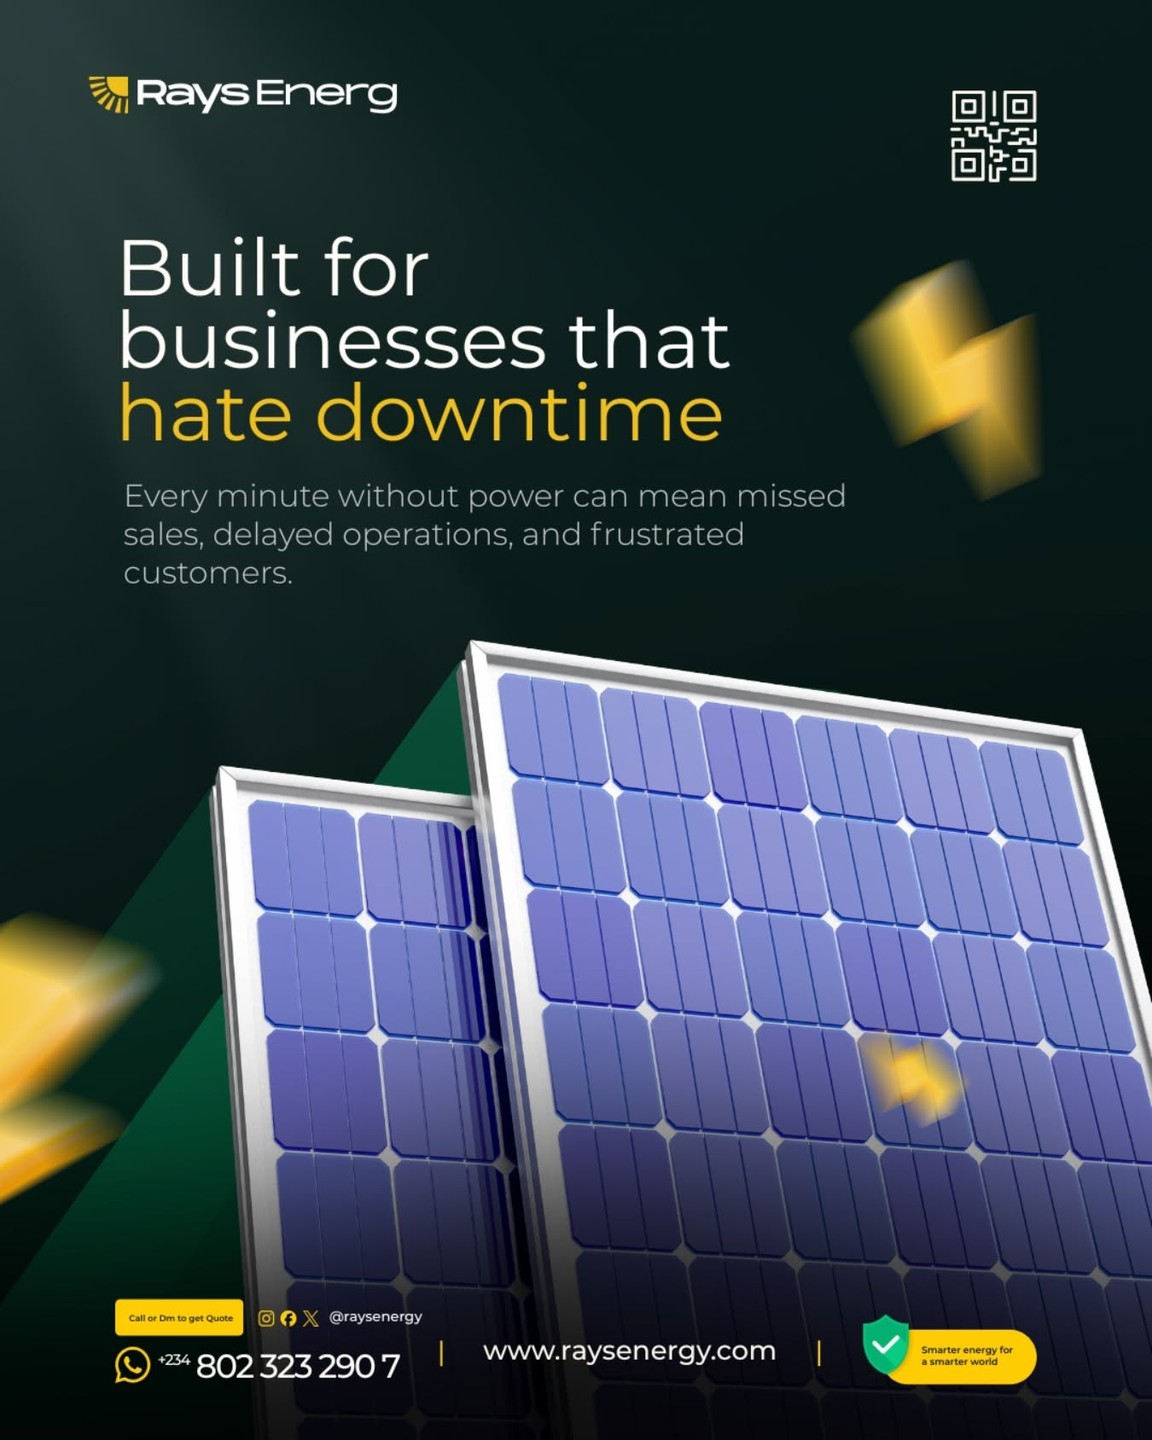 Rays Energ
Built for
businesses that
hate downtime
Every minute without power can mean missed
sales, delayed operations, and frustrated
customers.
Call or Dm to get Quote
@raysenergy
+234 802 323 290 7
www.raysenergy.com
Smarter energy for
a smarter world